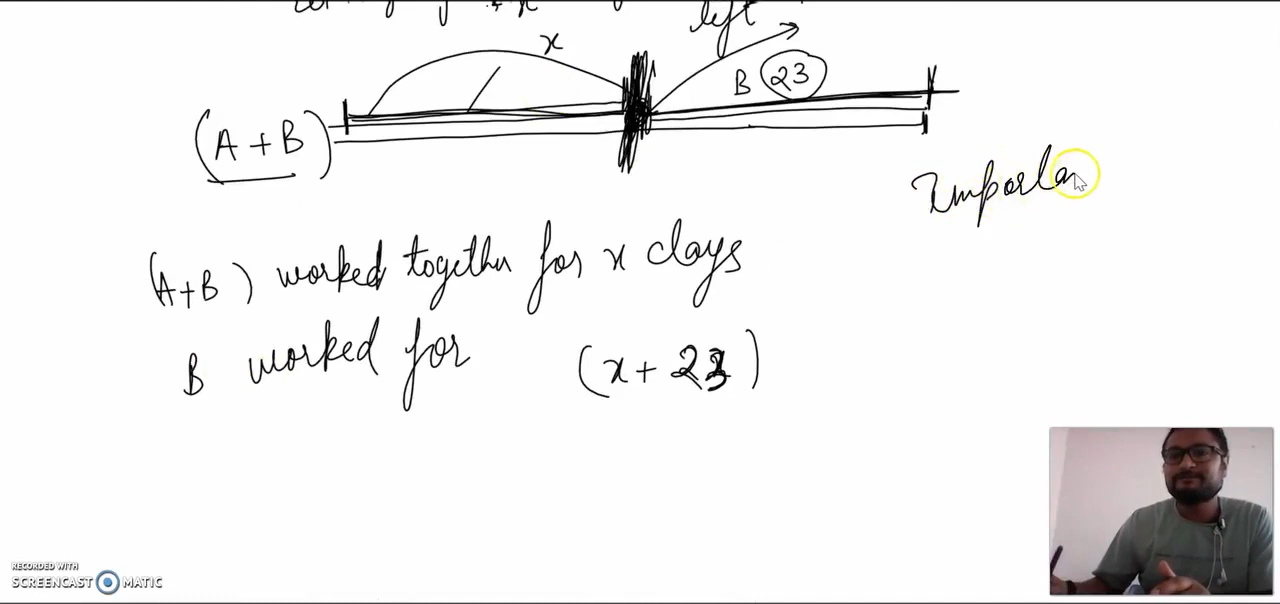 x
left
x
B 23
(A + B)
Importa
(A+B) worked together for x days
B worked for (x + 23)
RECORDED WITH
SCREENCAST MATIC